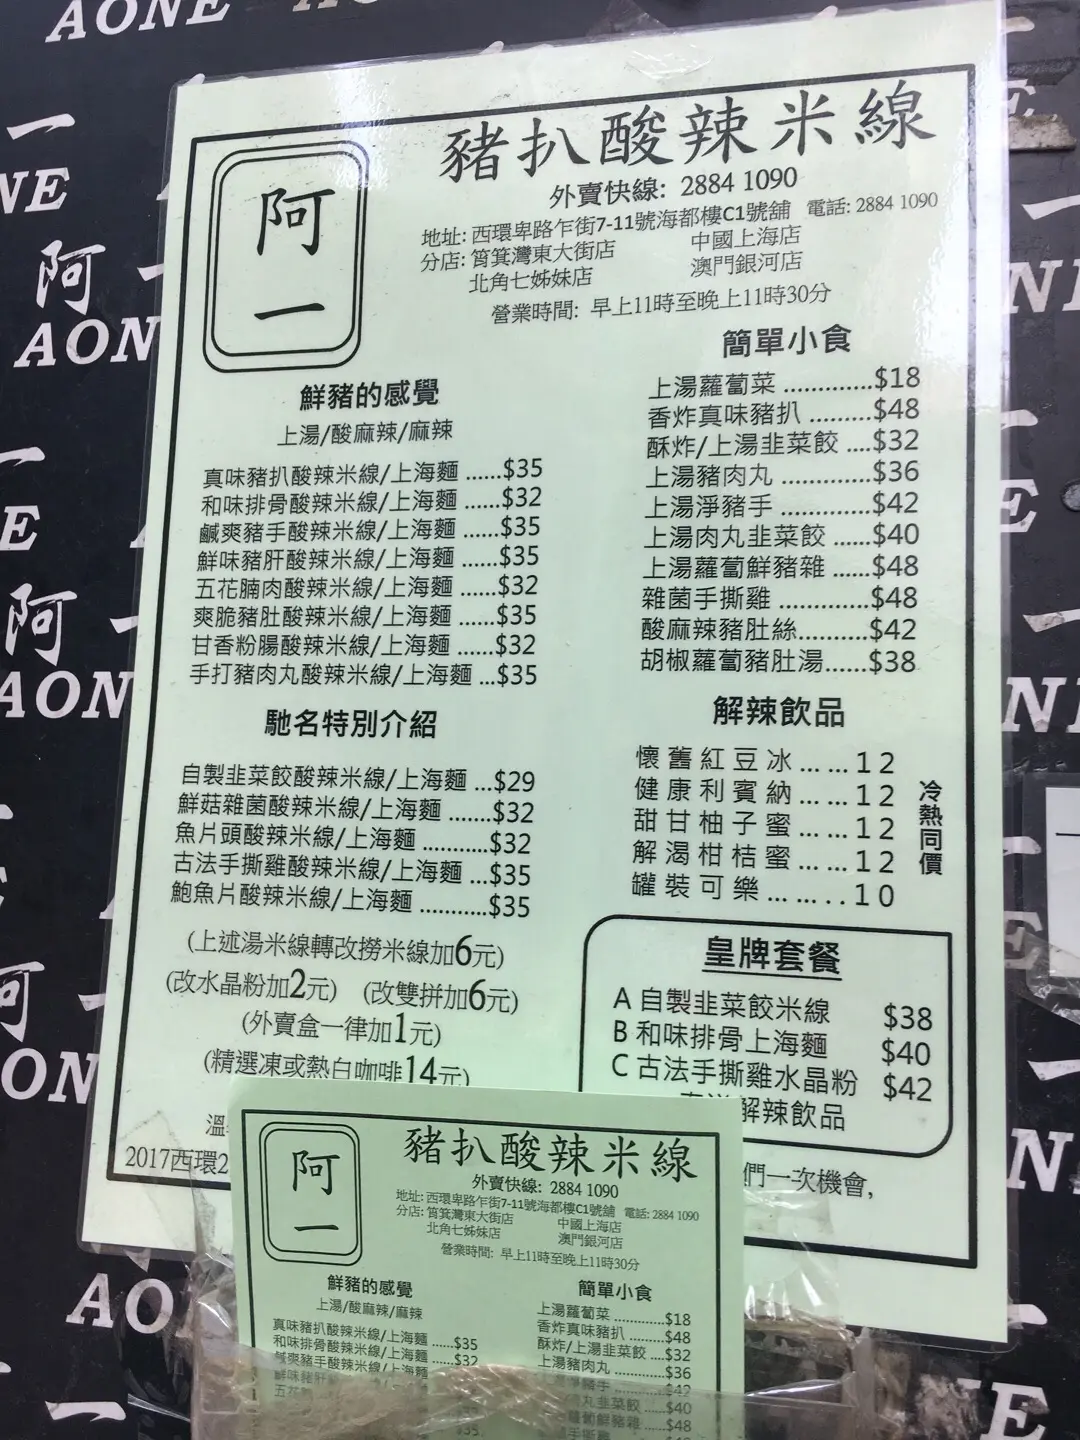 AONE
阿一
豬扒酸辣米線
外賣快線: 2884 1090
地址: 西環卑路乍街7-11號海都樓C1號舖 電話: 2884 1090
分店: 筲箕灣東大街店 中國上海店
北角七姊妹店 澳門銀河店
營業時間: 早上11時至晚上11時30分
鮮豬的感覺
上湯/酸麻辣/麻辣
真味豬扒酸辣米線/上海麵 ......$35
和味排骨酸辣米線/上海麵 ......$32
鹹爽豬手酸辣米線/上海麵 ......$35
鮮味豬肝酸辣米線/上海麵 ......$35
五花腩肉酸辣米線/上海麵 ......$32
爽脆豬肚酸辣米線/上海麵 ......$35
甘香粉腸酸辣米線/上海麵 ......$32
手打豬肉丸酸辣米線/上海麵 ...$35
馳名特別介紹
自製韭菜餃酸辣米線/上海麵 ...$29
鮮菇雜菌酸辣米線/上海麵 .......$32
魚片頭酸辣米線/上海麵 ...........$32
古法手撕雞酸辣米線/上海麵 ...$35
鮑魚片酸辣米線/上海麵 ..........$35
(上述湯米線轉改撈米線加6元)
(改水晶粉加2元) (改雙拼加6元)
(外賣盒一律加1元)
(精選凍或熱白咖啡14元)
溫
2017西環2
簡單小食
上湯蘿蔔菜 .............$18
香炸真味豬扒 .........$48
酥炸/上湯韭菜餃 ....$32
上湯豬肉丸 .............$36
上湯淨豬手 .............$42
上湯肉丸韭菜餃 ......$40
上湯蘿蔔鮮豬雜 ......$48
雜菌手撕雞 .............$48
酸麻辣豬肚絲..........$42
胡椒蘿蔔豬肚湯......$38
解辣飲品
懷舊紅豆冰......12
健康利賓納......12
甜甘柚子蜜......12
解渴柑桔蜜......12
罐裝可樂........10
冷熱同價
皇牌套餐
A 自製韭菜餃米線 $38
B 和味排骨上海麵 $40
C 古法手撕雞水晶粉 $42
解辣飲品
們一次機會,
阿一
豬扒酸辣米線
外賣快線: 2884 1090
地址: 西環卑路乍街7-11號海都樓C1號舖 電話: 2884 1090
分店: 筲箕灣東大街店 中國上海店
北角七姊妹店 澳門銀河店
營業時間: 早上11時至晚上11時30分
鮮豬的感覺
上湯/酸麻辣/麻辣
真味豬扒酸辣米線/上海麵 ......$35
和味排骨酸辣米線/上海麵 ......$32
簡單小食
上湯蘿蔔菜 .............$18
香炸真味豬扒 .........$48
酥炸/上湯韭菜餃 ....$32
上湯豬肉丸 .............$36
$42
$40
$48